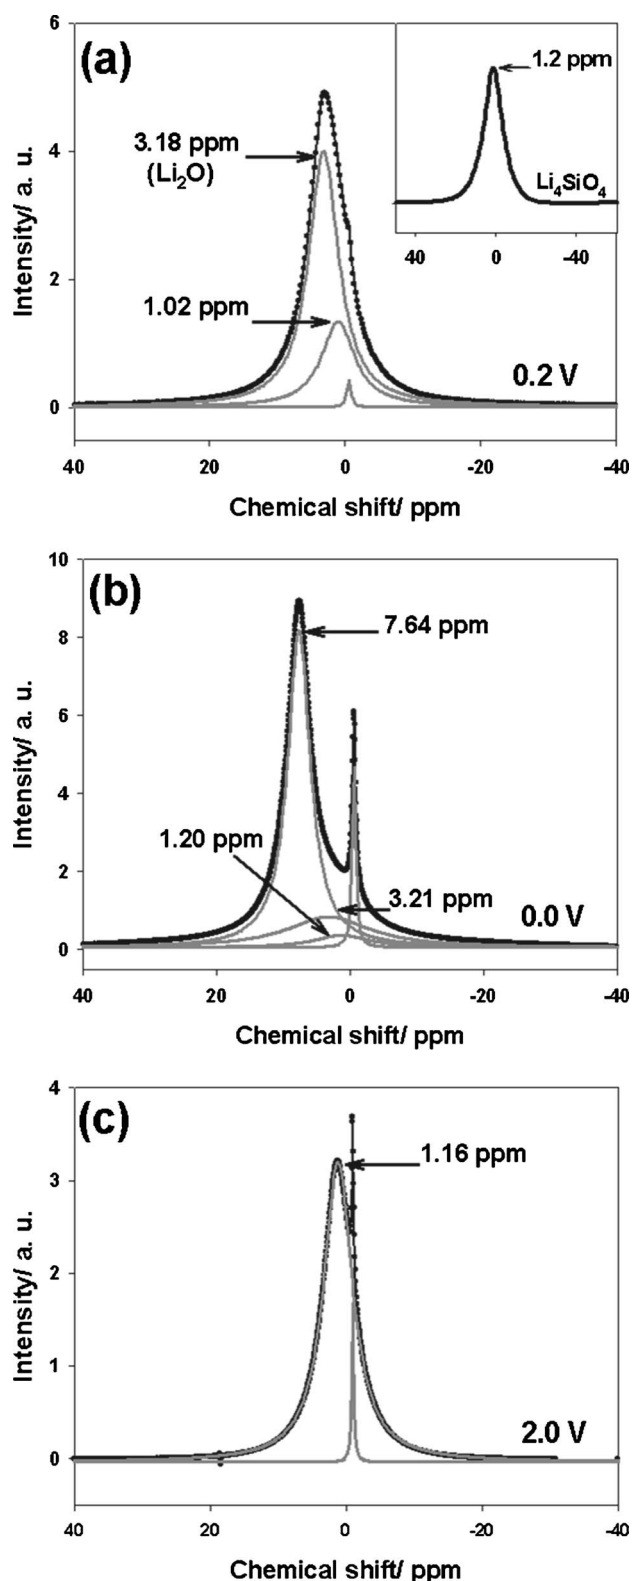 (a)
6
4
2
0
Intensity/ a. u.
3.18 ppm
(Li₂O)
1.02 ppm
0.2 V
1.2 ppm
Li₄SiO₄
40 0 -40
40 20 0 -20 -40
Chemical shift/ ppm
(b)
10
8
6
4
2
0
Intensity/ a. u.
7.64 ppm
1.20 ppm
3.21 ppm
0.0 V
40 20 0 -20 -40
Chemical shift/ ppm
(c)
4
3
2
1
0
Intensity/ a. u.
1.16 ppm
2.0 V
40 20 0 -20 -40
Chemical shift/ ppm